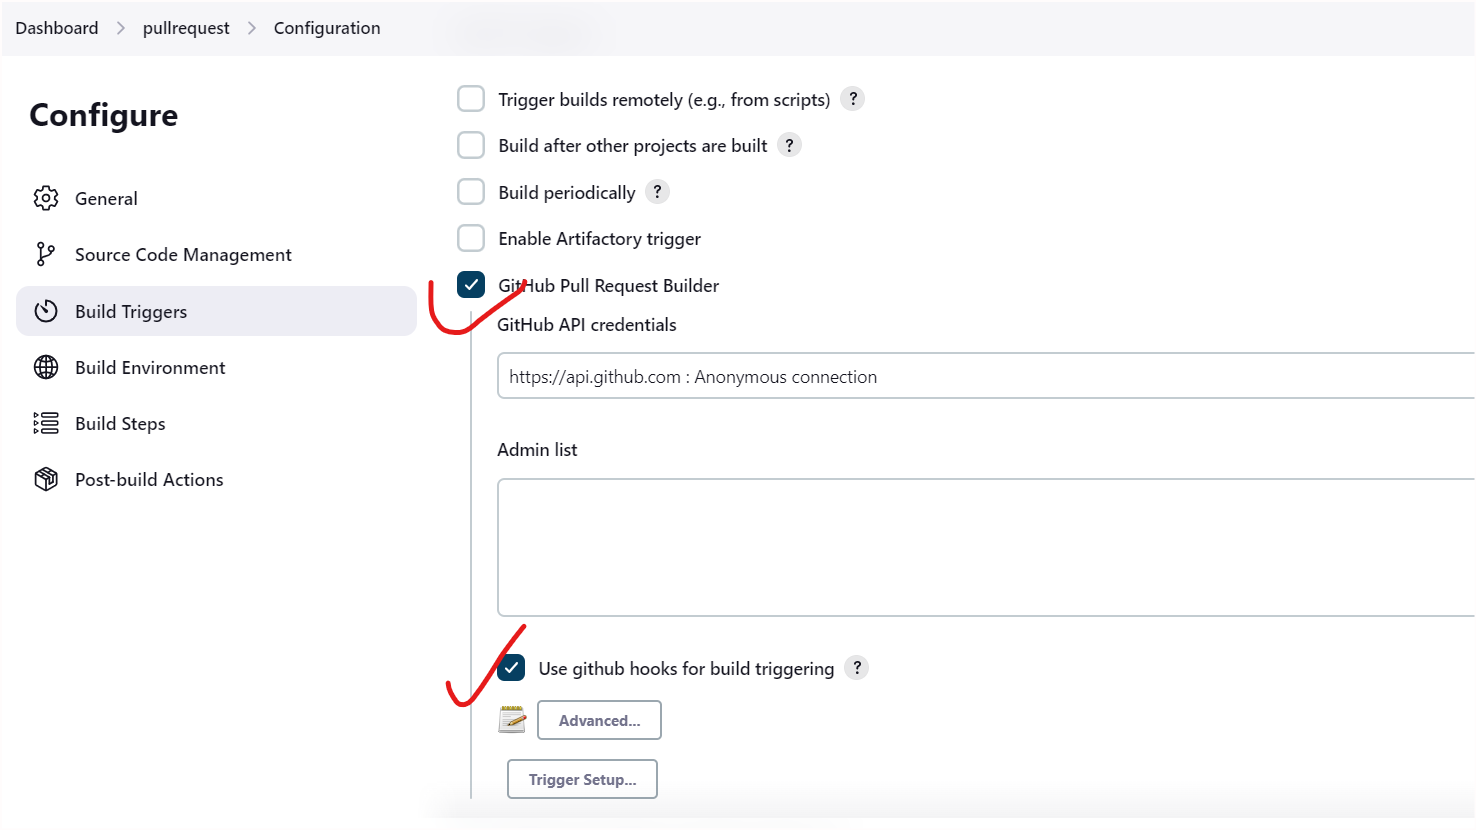 Dashboard > pullrequest > Configuration
Configure
General
Source Code Management
Build Triggers
Build Environment
Build Steps
Post-build Actions
Trigger builds remotely (e.g., from scripts) ?
Build after other projects are built ?
Build periodically ?
Enable Artifactory trigger
GitHub Pull Request Builder
GitHub API credentials
https://api.github.com : Anonymous connection
Admin list
Use github hooks for build triggering ?
Advanced...
Trigger Setup...